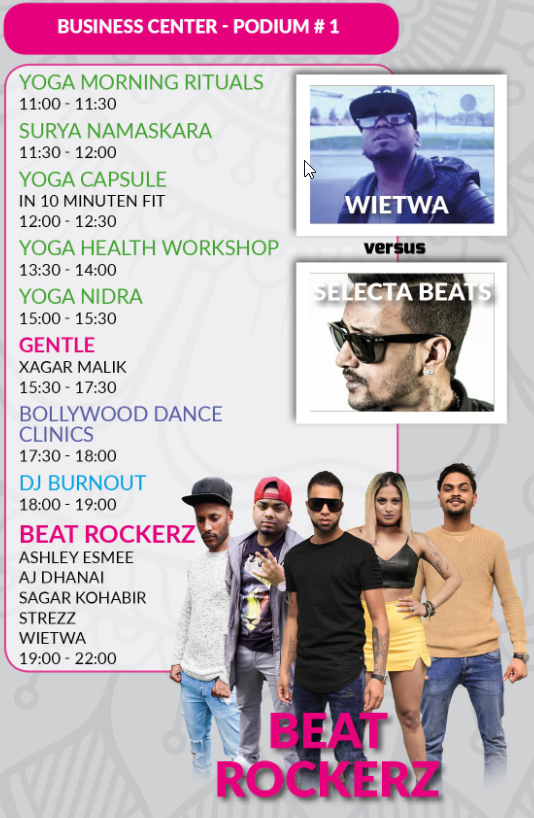 BUSINESS CENTER - PODIUM # 1
YOGA MORNING RITUALS
11:00 - 11:30
SURYA NAMASKARA
11:30 - 12:00
YOGA CAPSULE
IN 10 MINUTEN FIT
12:00 - 12:30
YOGA HEALTH WORKSHOP
13:30 - 14:00
YOGA NIDRA
15:00 - 15:30
GENTLE
XAGAR MALIK
15:30 - 17:30
BOLLYWOOD DANCE
CLINICS
17:30 - 18:00
DJ BURNOUT
18:00 - 19:00
BEAT ROCKERZ
ASHLEY ESMEE
AJ DHANAI
SAGAR KOHABIR
STREZZ
WIETWA
19:00 - 22:00
WIETWA
versus
SELECTA BEATS
BEAT
ROCKERZ